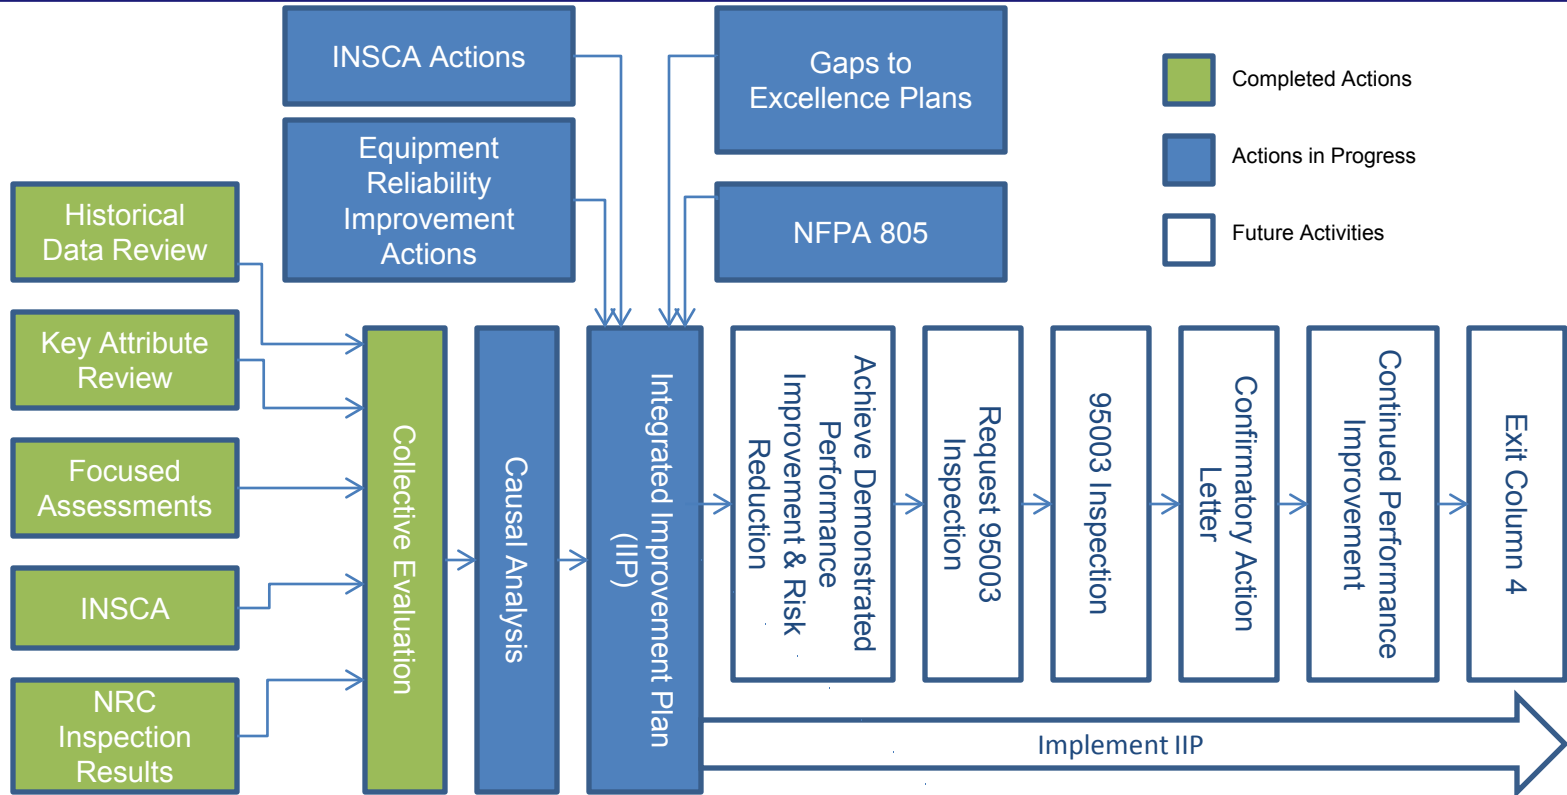 INSCA Actions
Equipment
Reliability
Improvement
Actions
Gaps to
Excellence Plans
NFPA 805
Completed Actions
Actions in Progress
Future Activities
Historical
Data Review
Key Attribute
Review
Focused
Assessments
INSCA
NRC
Inspection
Results
Collective Evaluation
Causal Analysis
Integrated Improvement Plan
(IIP)
Achieve Demonstrated
Performance
Improvement & Risk
Reduction
Request 95003
Inspection
95003 Inspection
Confirmatory Action
Letter
Continued Performance
Improvement
Exit Column 4
Implement IIP